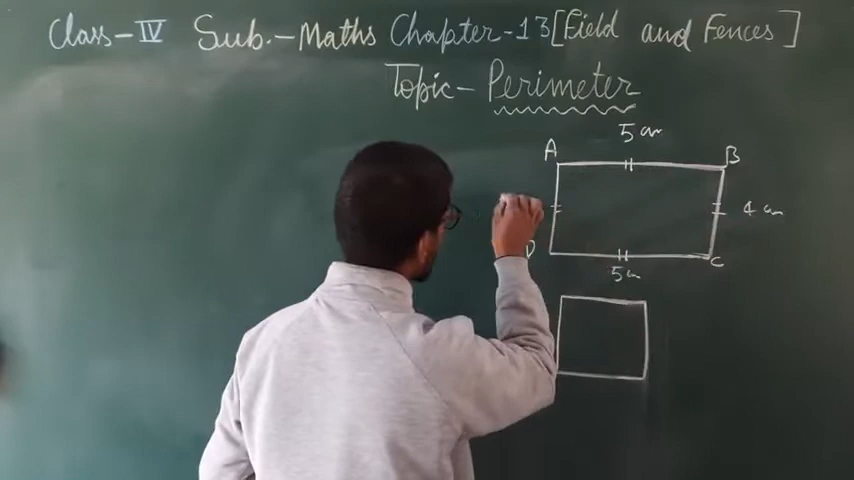 Class-IV Sub.-Maths Chapter-13[Field and Fences]
Topic-Perimeter
5 cm
A B
4 cm
D C
5 cm